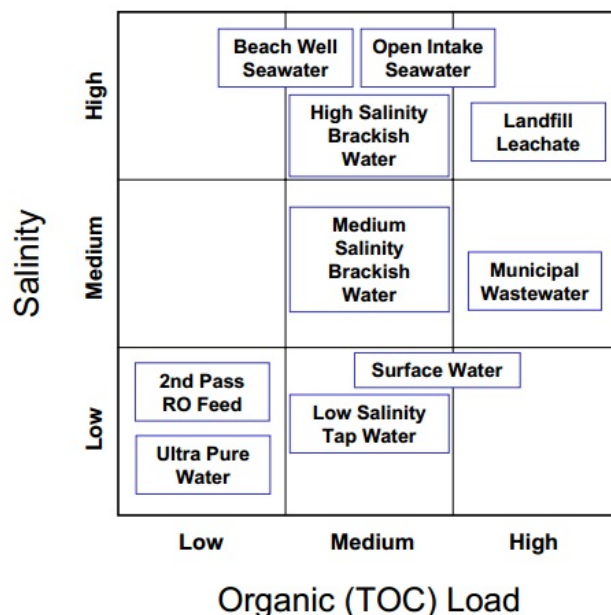 Beach Well
Seawater
Open Intake
Seawater
High Salinity
Brackish
Water
Landfill
Leachate
Medium
Salinity
Brackish
Water
Municipal
Wastewater
2nd Pass
RO Feed
Surface Water
Low Salinity
Tap Water
Ultra Pure
Water
Salinity
High
Medium
Low
Low
Medium
High
Organic (TOC) Load